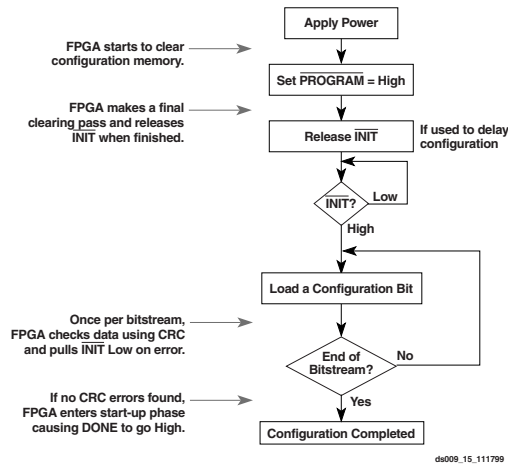 Apply Power
FPGA starts to clear
configuration memory.
Set PROGRAM = High
FPGA makes a final
clearing pass and releases
INIT when finished.
Release INIT
If used to delay
configuration
INIT?
Low
High
Load a Configuration Bit
Once per bitstream,
FPGA checks data using CRC
and pulls INIT Low on error.
End of
Bitstream?
No
Yes
If no CRC errors found,
FPGA enters start-up phase
causing DONE to go High.
Configuration Completed
ds009_15_111799